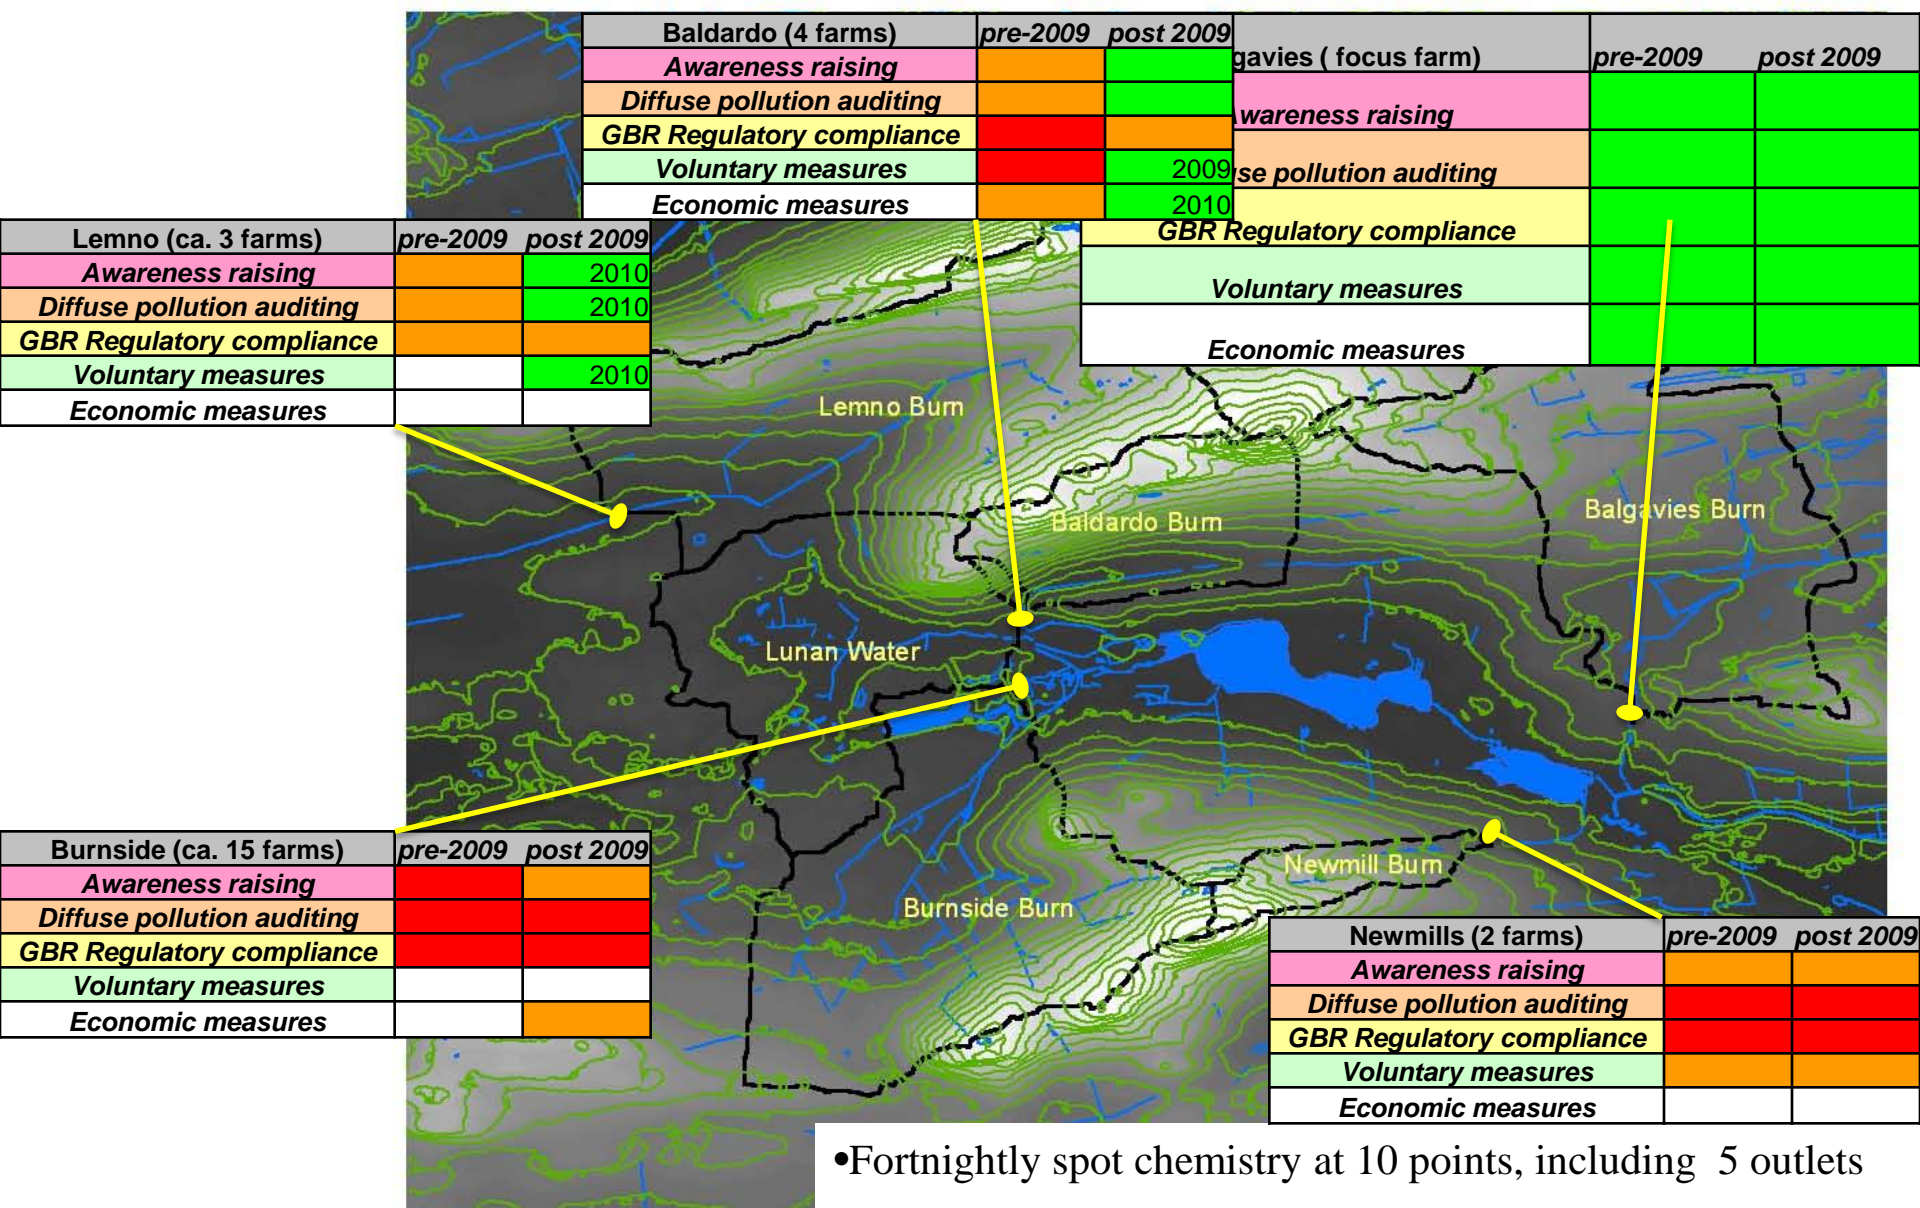 Baldardo (4 farms) pre-2009 post 2009
Awareness raising
Diffuse pollution auditing
GBR Regulatory compliance
Voluntary measures 2009
Economic measures 2010
gavies ( focus farm) pre-2009 post 2009
wareness raising
se pollution auditing
GBR Regulatory compliance
Voluntary measures
Economic measures
Lemno (ca. 3 farms) pre-2009 post 2009
Awareness raising 2010
Diffuse pollution auditing 2010
GBR Regulatory compliance
Voluntary measures 2010
Economic measures
Lemno Burn
Baldardo Burn
Balgavies Burn
Lunan Water
Burnside (ca. 15 farms) pre-2009 post 2009
Awareness raising
Diffuse pollution auditing
GBR Regulatory compliance
Voluntary measures
Economic measures
Newmill Burn
Burnside Burn
Newmills (2 farms) pre-2009 post 2009
Awareness raising
Diffuse pollution auditing
GBR Regulatory compliance
Voluntary measures
Economic measures
•Fortnightly spot chemistry at 10 points, including 5 outlets